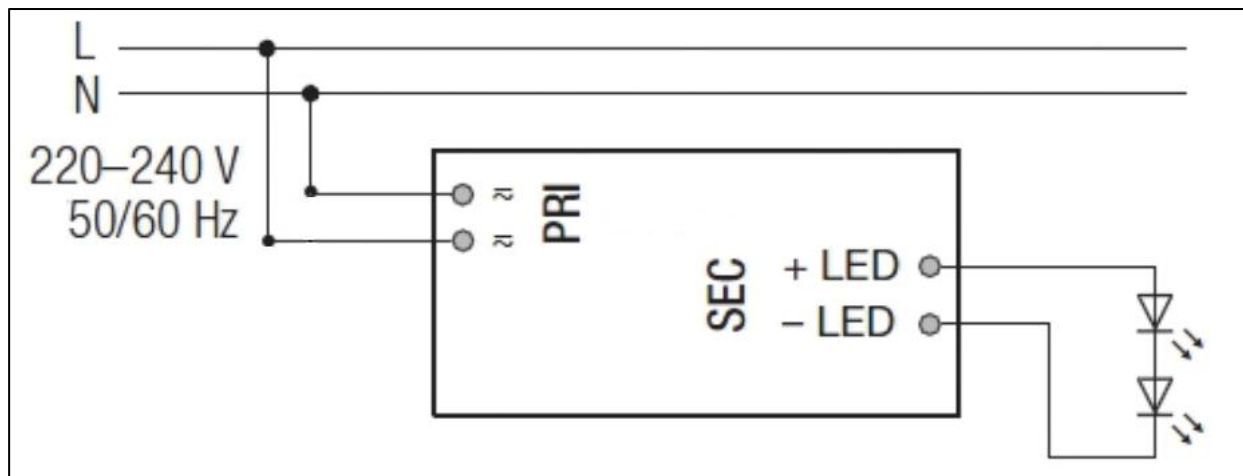 L
N
220–240 V
50/60 Hz
≈
≈
PRI
SEC
+ LED
– LED